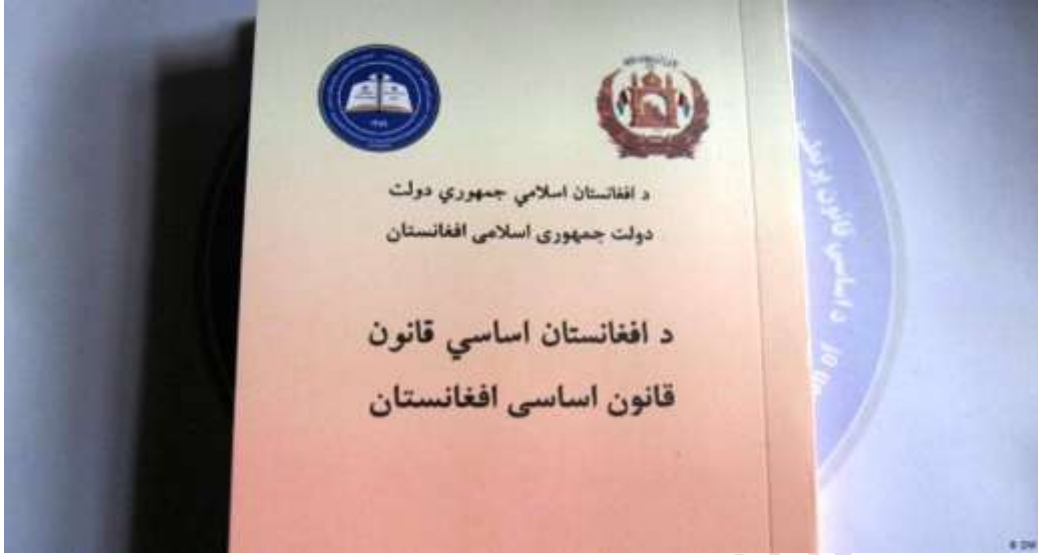 د افغانستان اسلامي جمهوري دولت
دولت جمهوری اسلامی افغانستان
د افغانستان اساسي قانون
قانون اساسی افغانستان